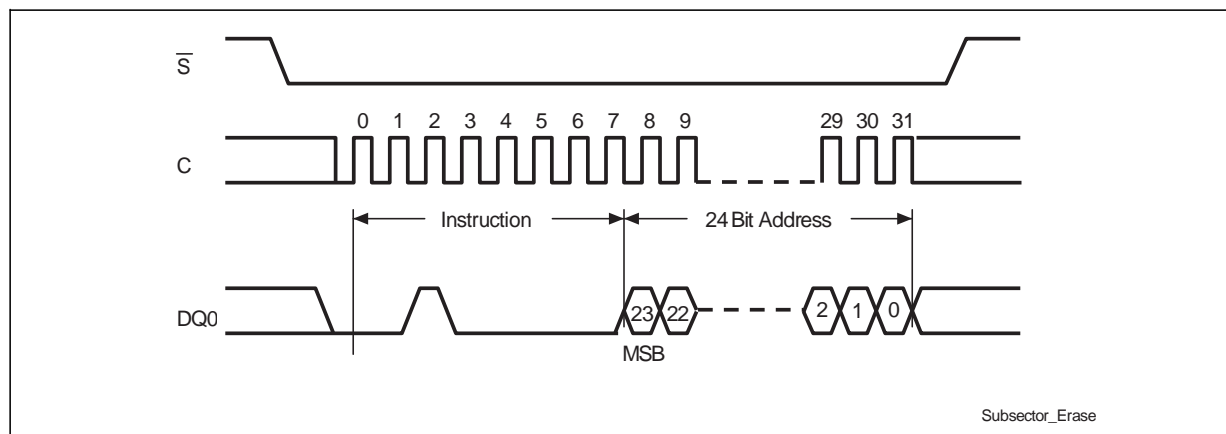 S
0 1 2 3 4 5 6 7 8 9 29 30 31
C
Instruction 24 Bit Address
DQ0 23 22 2 1 0
MSB
Subsector_Erase